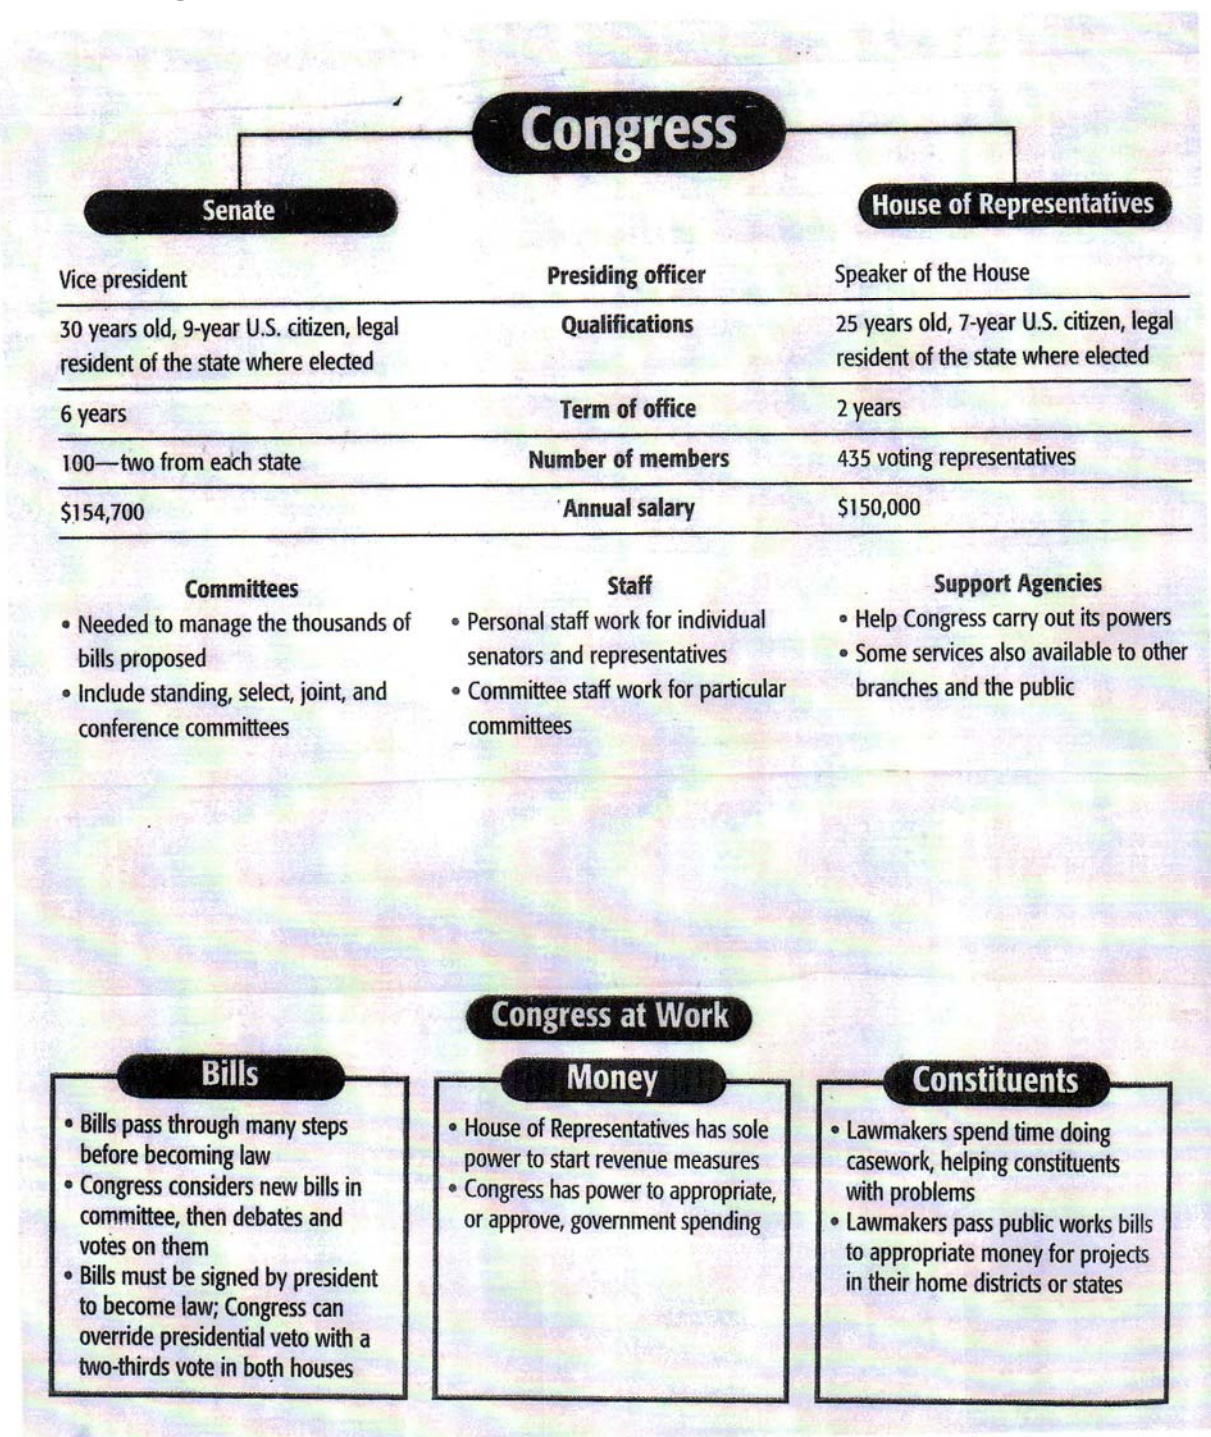 Congress
Senate
House of Representatives
Vice president
Presiding officer
Speaker of the House
30 years old, 9-year U.S. citizen, legal
resident of the state where elected
Qualifications
25 years old, 7-year U.S. citizen, legal
resident of the state where elected
6 years
Term of office
2 years
100—two from each state
Number of members
435 voting representatives
$154,700
Annual salary
$150,000
Committees
• Needed to manage the thousands of
bills proposed
• Include standing, select, joint, and
conference committees
Staff
• Personal staff work for individual
senators and representatives
• Committee staff work for particular
committees
Support Agencies
• Help Congress carry out its powers
• Some services also available to other
branches and the public
Congress at Work
Bills
• Bills pass through many steps
before becoming law
• Congress considers new bills in
committee, then debates and
votes on them
• Bills must be signed by president
to become law; Congress can
override presidential veto with a
two-thirds vote in both houses
Money
• House of Representatives has sole
power to start revenue measures
• Congress has power to appropriate,
or approve, government spending
Constituents
• Lawmakers spend time doing
casework, helping constituents
with problems
• Lawmakers pass public works bills
to appropriate money for projects
in their home districts or states